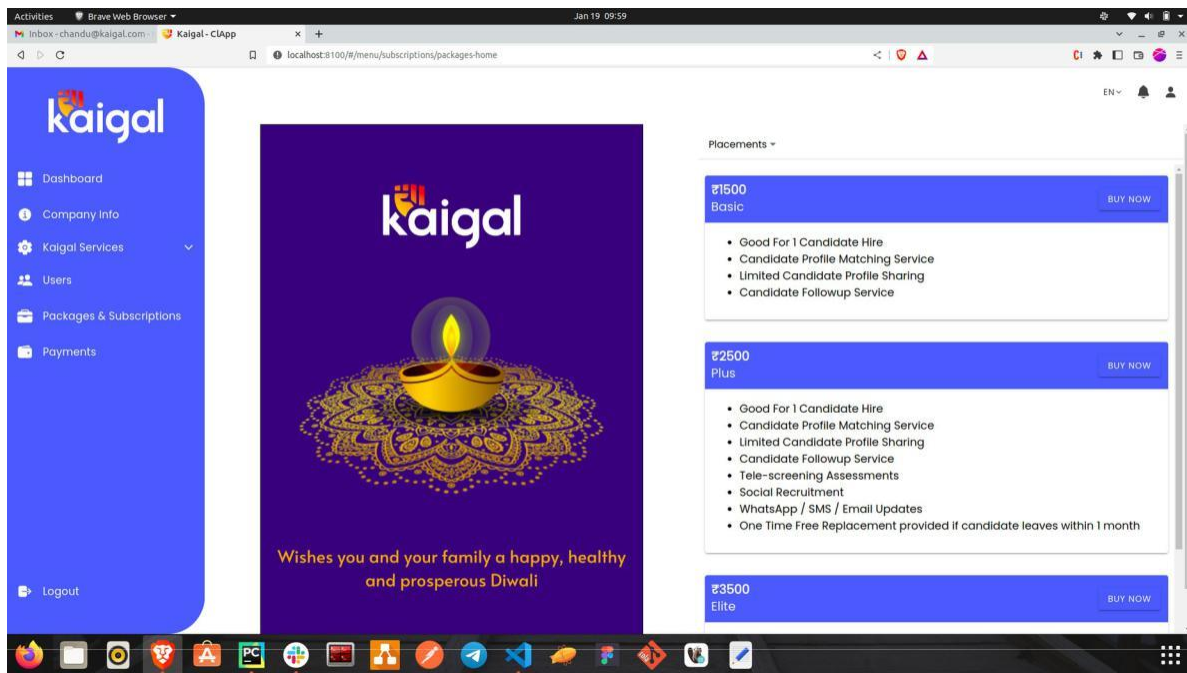 Activities
Brave Web Browser
Jan 19 09:59
Inbox - chandu@kaigal.com -
Kaigal - ClApp
localhost:8100/#/menu/subscriptions/packages-home
kaigal
EN
Dashboard
Company Info
Kaigal Services
Users
Packages & Subscriptions
Payments
Logout
kaigal
Wishes you and your family a happy, healthy
and prosperous Diwali
Placements
₹1500
Basic
BUY NOW
• Good For 1 Candidate Hire
• Candidate Profile Matching Service
• Limited Candidate Profile Sharing
• Candidate Followup Service
₹2500
Plus
BUY NOW
• Good For 1 Candidate Hire
• Candidate Profile Matching Service
• Limited Candidate Profile Sharing
• Candidate Followup Service
• Tele-screening Assessments
• Social Recruitment
• WhatsApp / SMS / Email Updates
• One Time Free Replacement provided if candidate leaves within 1 month
₹3500
Elite
BUY NOW
PC